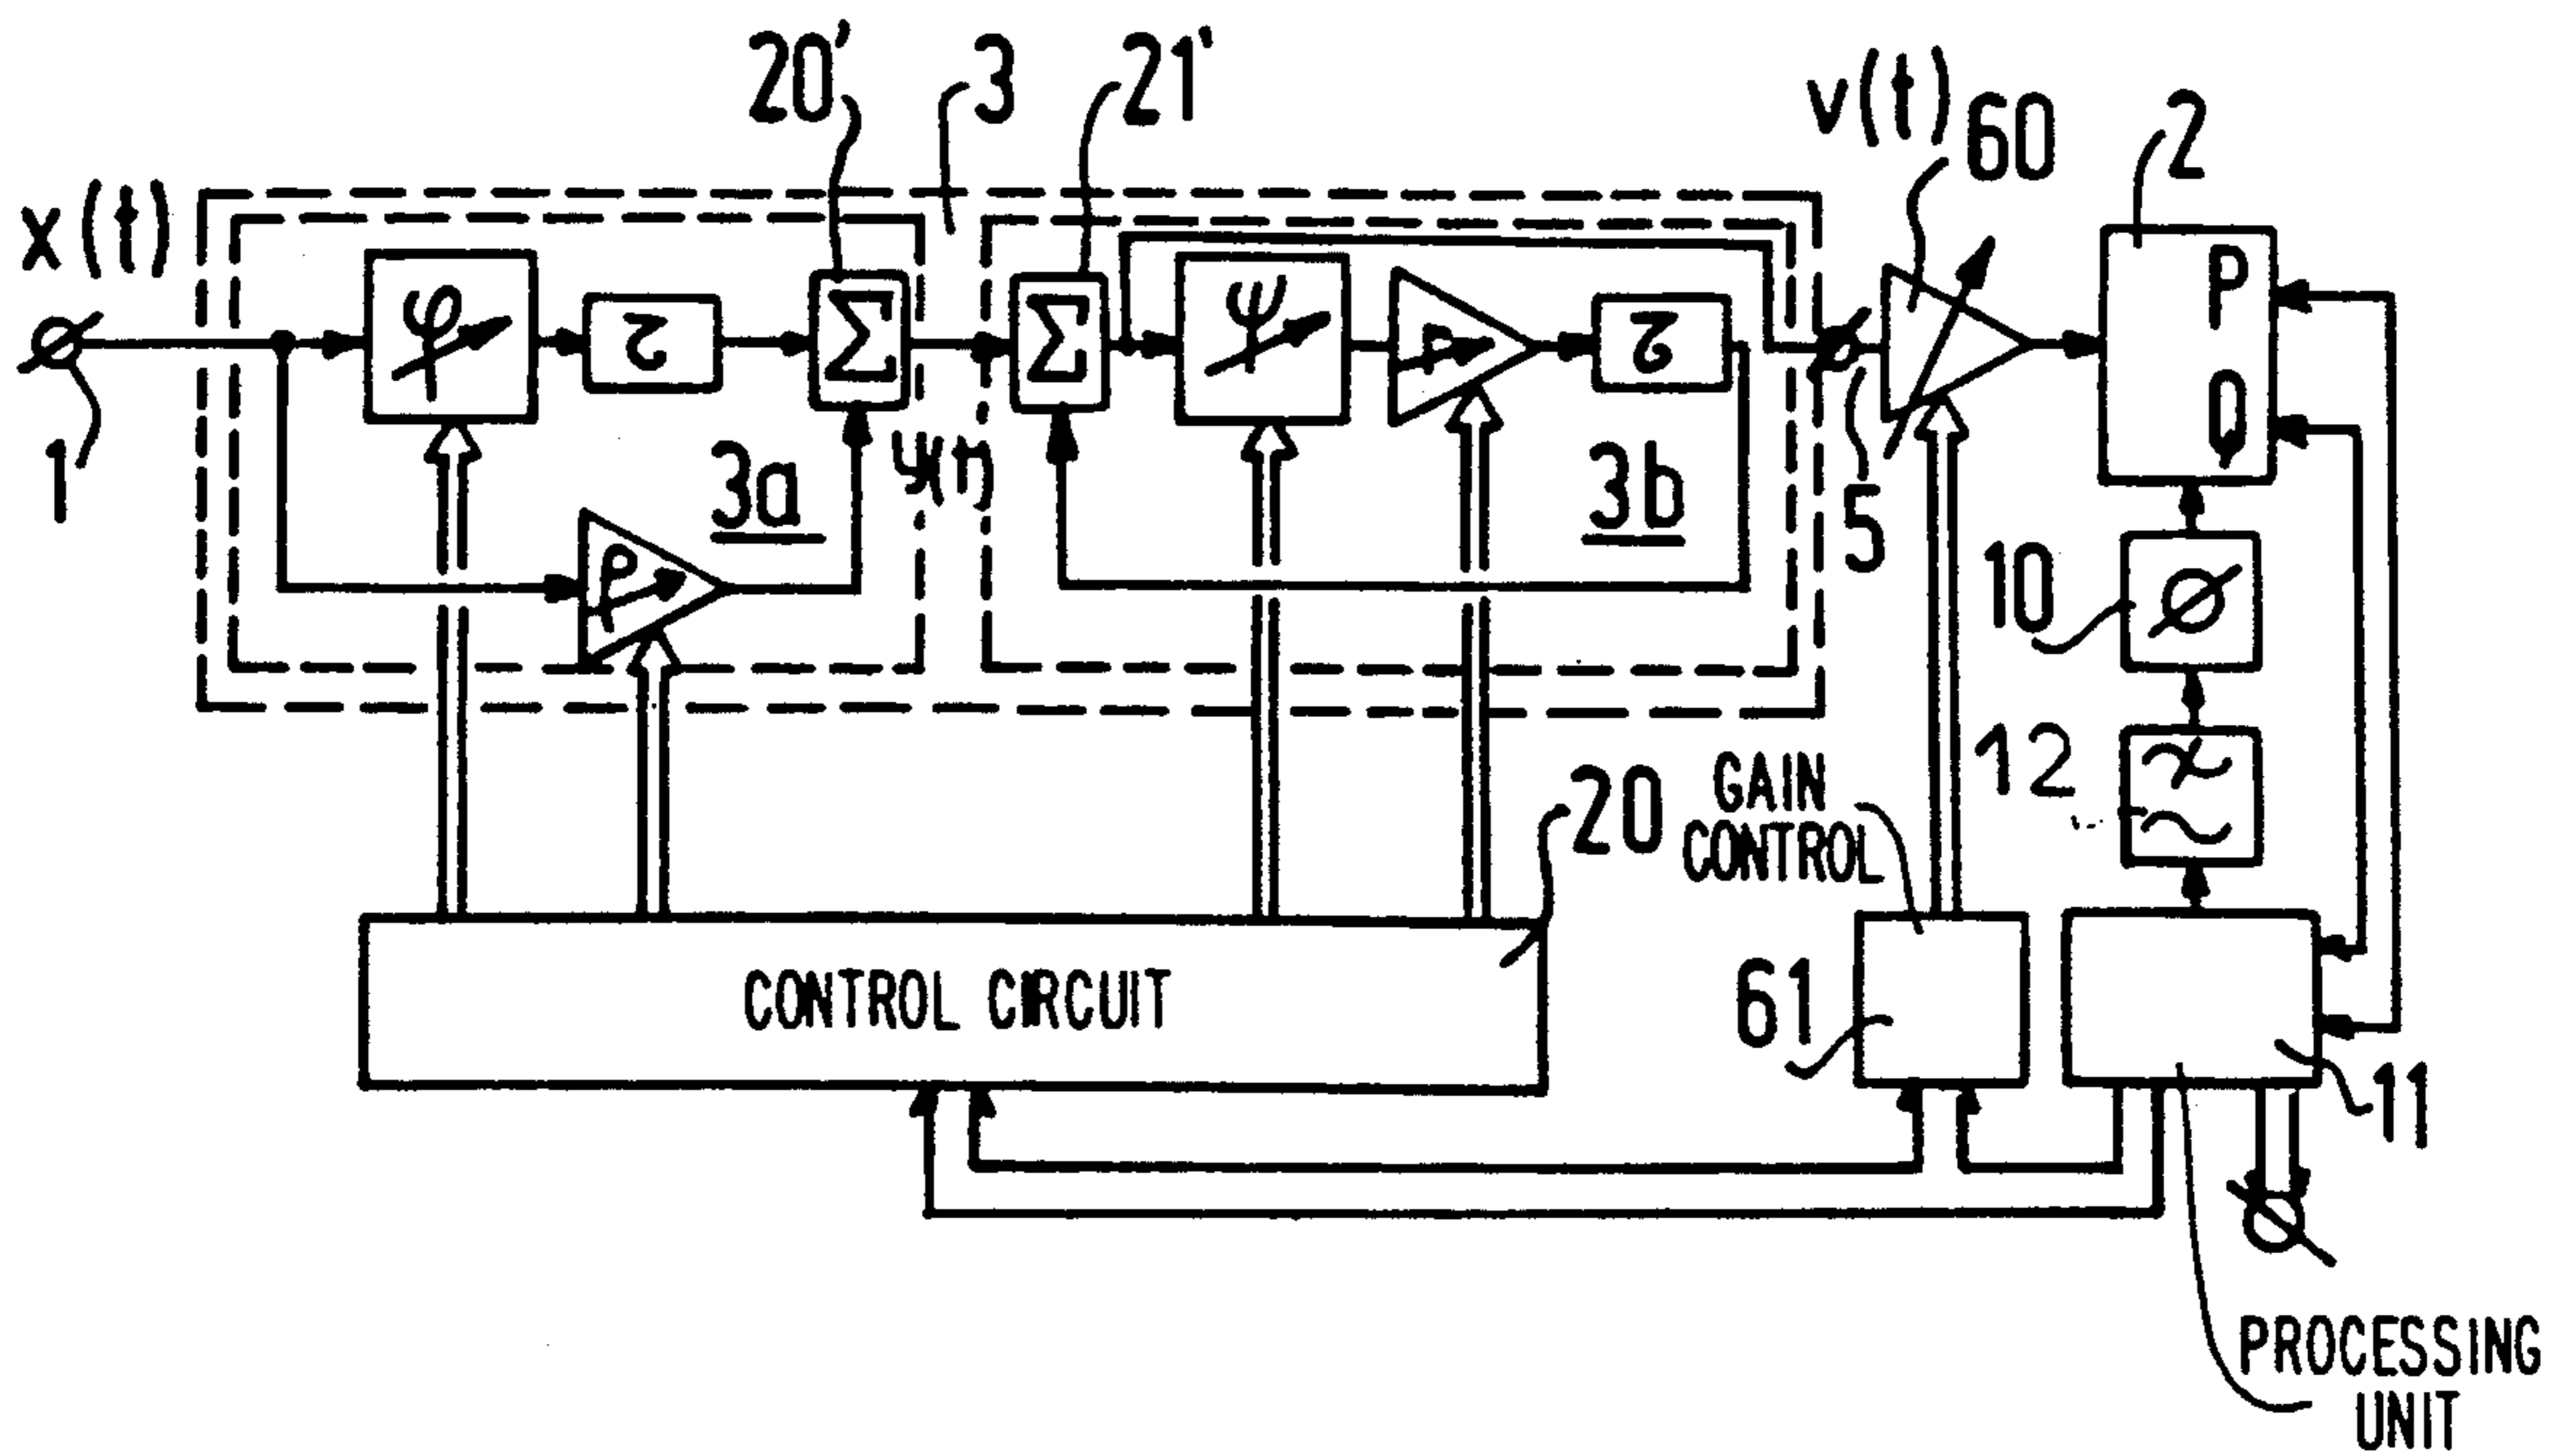 20'
3
21'
v(t)
60
2
x(t)
φ
τ
Σ
Σ
ψ
r
τ
P
Q
1
3a
y(t)
3b
5
ρ
10
12
20
GAIN
CONTROL
CONTROL CIRCUIT
61
11
PROCESSING
UNIT